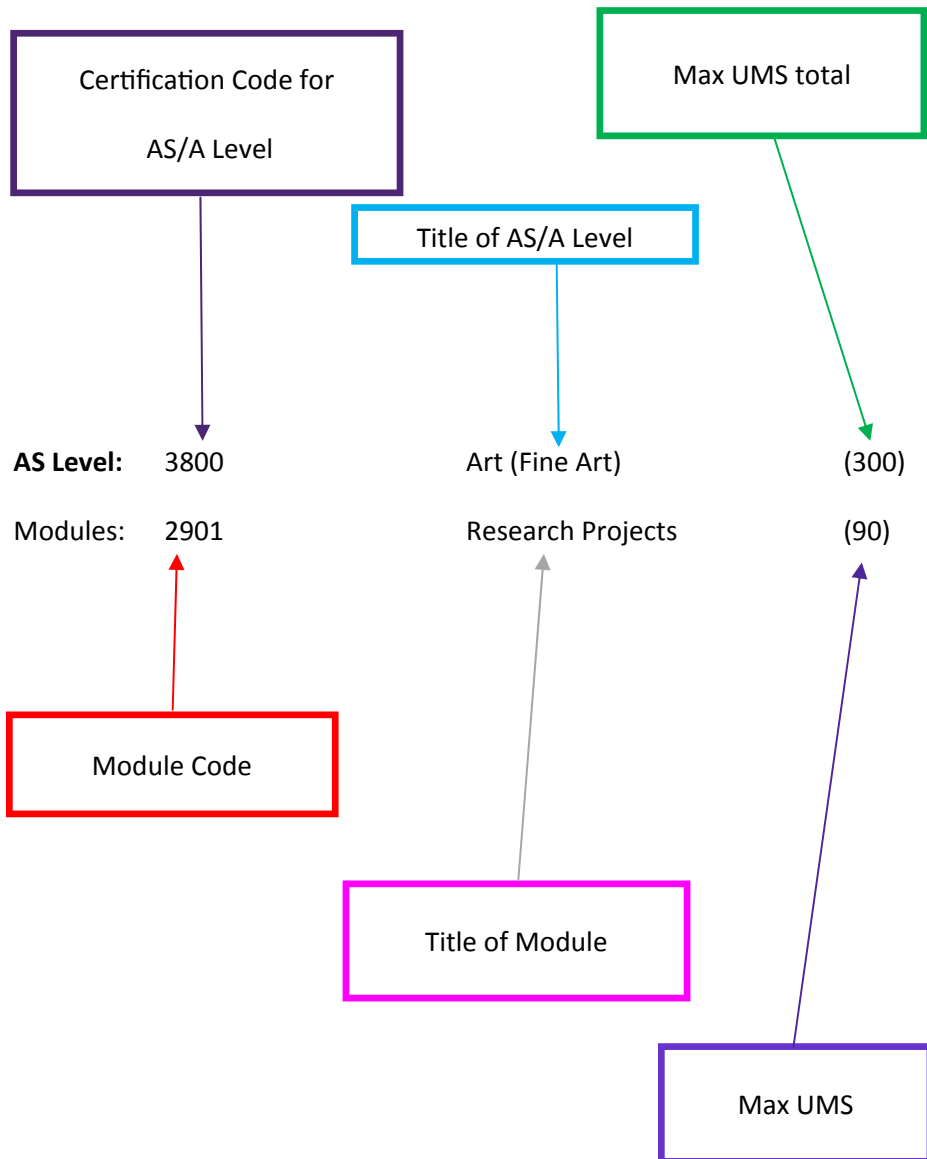 Certification Code for
AS/A Level
Max UMS total
Title of AS/A Level
AS Level: 3800 Art (Fine Art) (300)
Modules: 2901 Research Projects (90)
Module Code
Title of Module
Max UMS